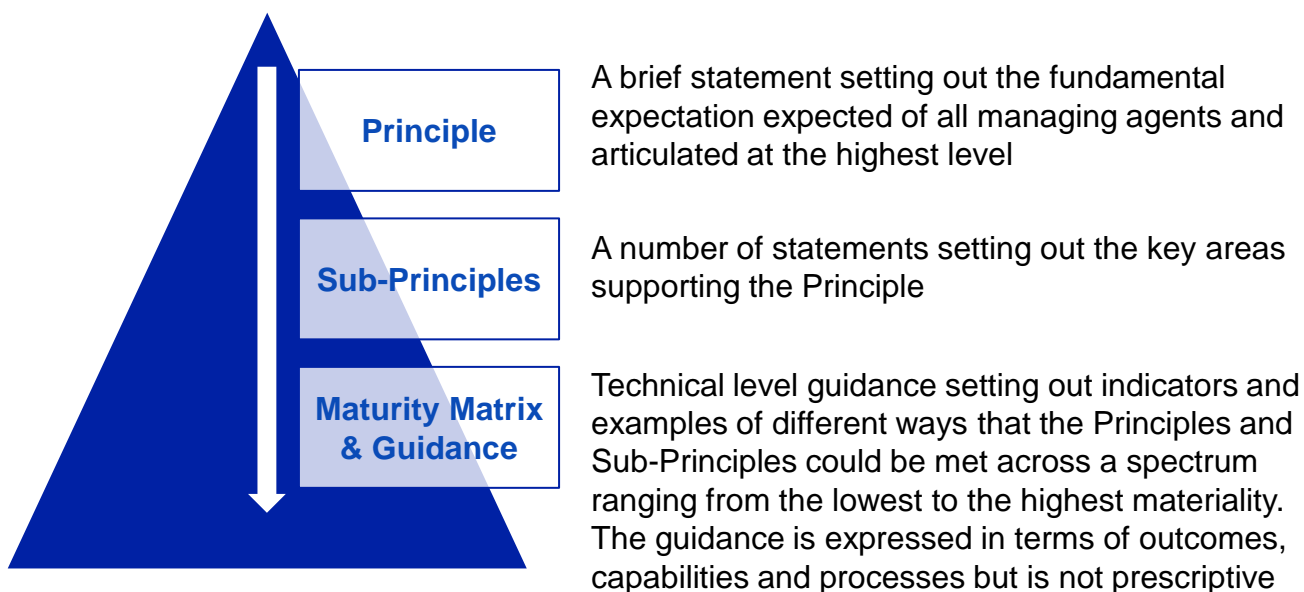 Principle
A brief statement setting out the fundamental
expectation expected of all managing agents and
articulated at the highest level
Sub-Principles
A number of statements setting out the key areas
supporting the Principle
Maturity Matrix
& Guidance
Technical level guidance setting out indicators and
examples of different ways that the Principles and
Sub-Principles could be met across a spectrum
ranging from the lowest to the highest materiality.
The guidance is expressed in terms of outcomes,
capabilities and processes but is not prescriptive